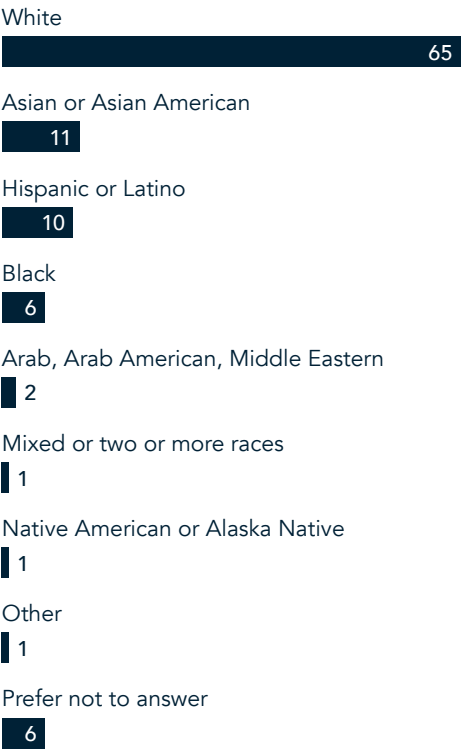 White
65
Asian or Asian American
11
Hispanic or Latino
10
Black
6
Arab, Arab American, Middle Eastern
2
Mixed or two or more races
1
Native American or Alaska Native
1
Other
1
Prefer not to answer
6